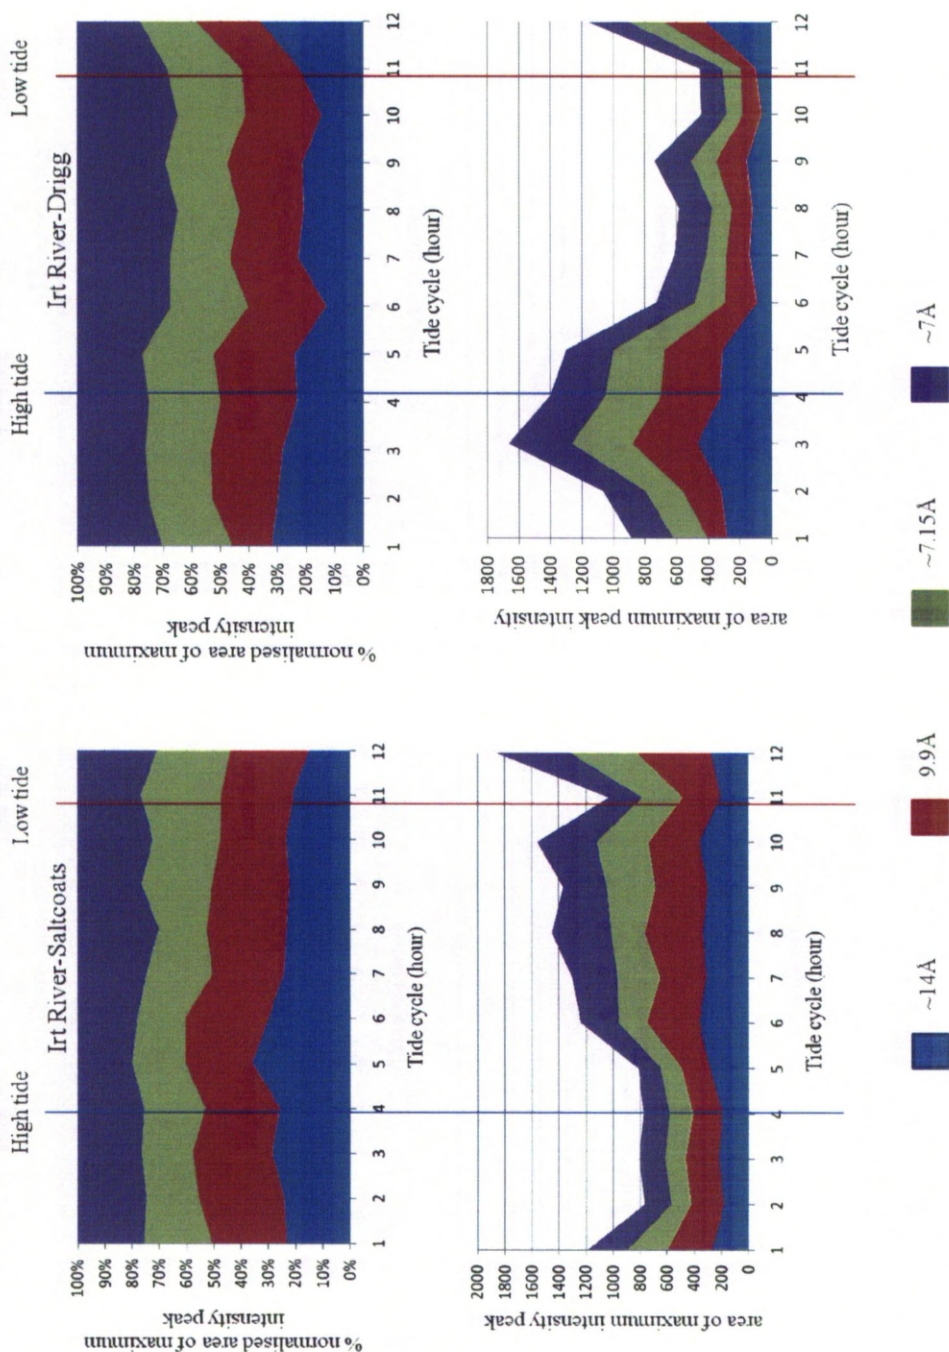 High tide
Low tide
Irt River-Saltcoats
% normalised area of maximum
intensity peak
100%
90%
80%
70%
60%
50%
40%
30%
20%
10%
0%
1 2 3 4 5 6 7 8 9 10 11 12
Tide cycle (hour)
area of maximum intensity peak
2000
1800
1600
1400
1200
1000
800
600
400
200
0
1 2 3 4 5 6 7 8 9 10 11 12
Tide cycle (hour)
High tide
Low tide
Irt River-Drigg
% normalised area of maximum
intensity peak
100%
90%
80%
70%
60%
50%
40%
30%
20%
10%
0%
1 2 3 4 5 6 7 8 9 10 11 12
Tide cycle (hour)
area of maximum peak intensity
1800
1600
1400
1200
1000
800
600
400
200
0
1 2 3 4 5 6 7 8 9 10 11 12
Tide cycle (hour)
~14Å
9.9Å
~7.15Å
~7Å